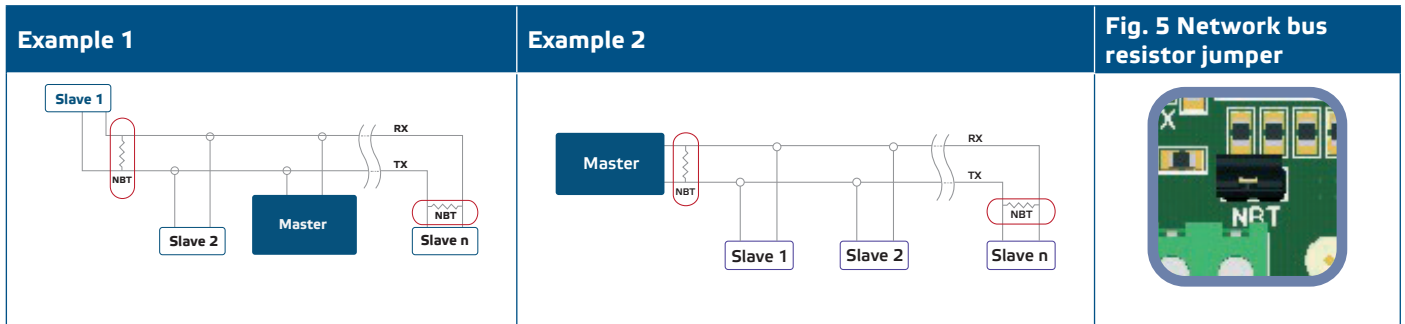 Example 1
Example 2
Fig. 5 Network bus
resistor jumper
Slave 1
RX
TX
NBT
NBT
Slave 2
Master
Slave n
Master
RX
TX
NBT
NBT
Slave 1
Slave 2
Slave n
X
NBT